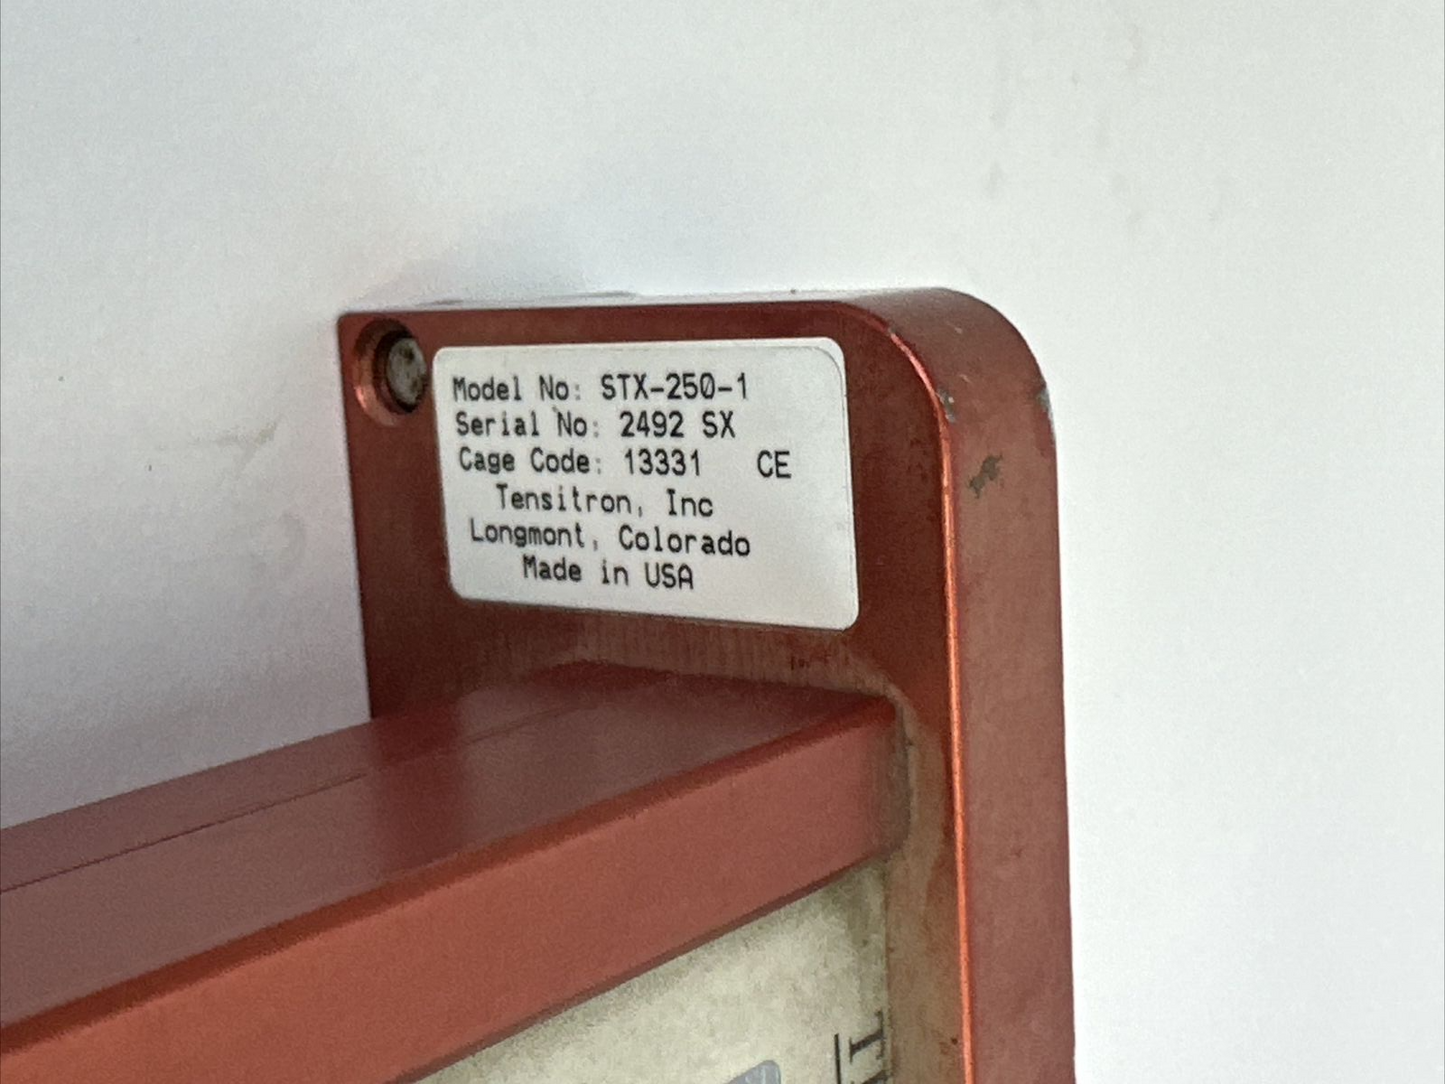 Model No: STX-250-1
Serial No: 2492 SX
Cage Code: 13331 CE
Tensitron, Inc
Longmont, Colorado
Made in USA